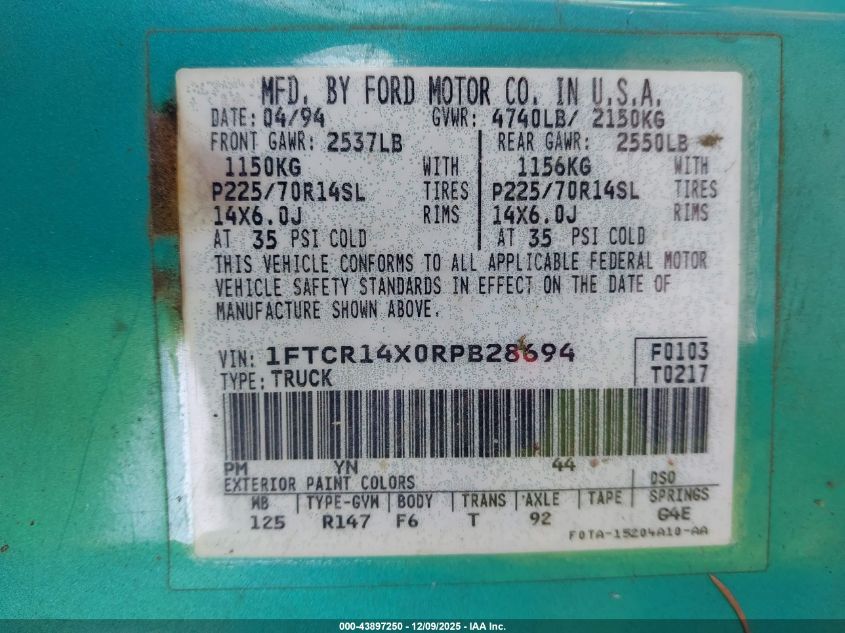 MFD. BY FORD MOTOR CO. IN U.S.A.
DATE: 04/94 GVWR: 4740LB/ 2150KG
FRONT GAWR: 2537LB REAR GAWR: 2550LB
1150KG WITH 1156KG WITH
P225/70R14SL TIRES P225/70R14SL TIRES
14X6.0J RIMS 14X6.0J RIMS
AT 35 PSI COLD AT 35 PSI COLD
THIS VEHICLE CONFORMS TO ALL APPLICABLE FEDERAL MOTOR
VEHICLE SAFETY STANDARDS IN EFFECT ON THE DATE OF
MANUFACTURE SHOWN ABOVE.
VIN: 1FTCR14X0RPB28694 F0103
TYPE: TRUCK T0217
PM YN 44
EXTERIOR PAINT COLORS DSO
WB TYPE-GVW BODY TRANS AXLE TAPE SPRINGS
125 R147 F6 T 92 G4E
F0TA-15204A10-AA
000-43897250 | 12/09/2025 - IAA Inc.